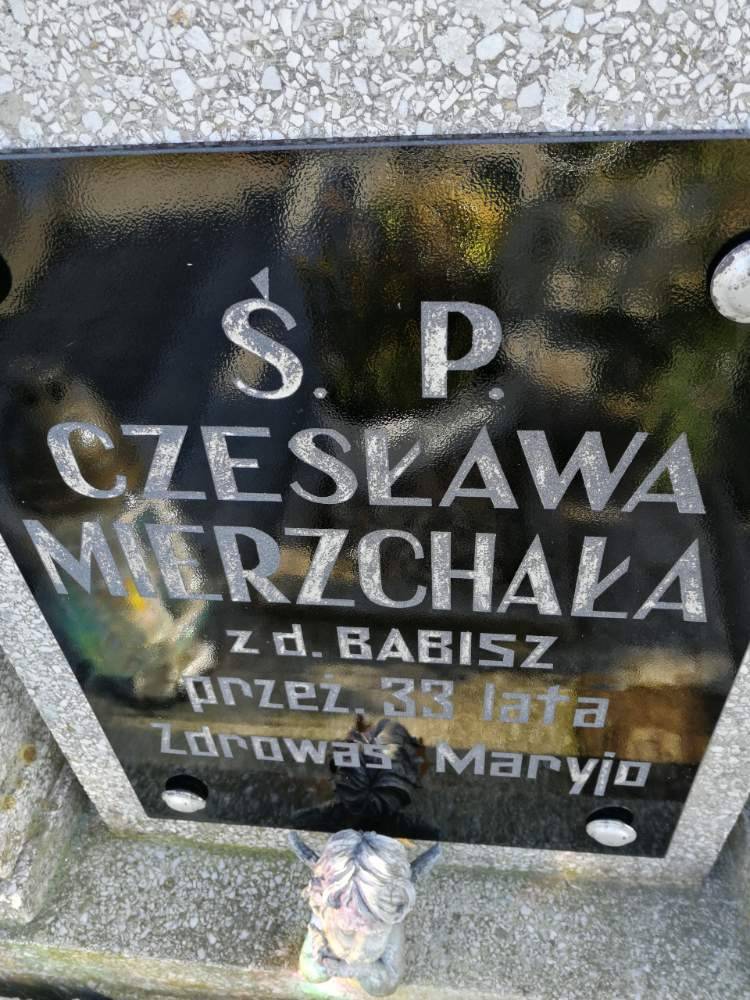 Ś. P.
CZESŁAWA
MIERZCHAŁA
z d. BABISZ
przeż. 33 lata
Zdrowaś Maryjo